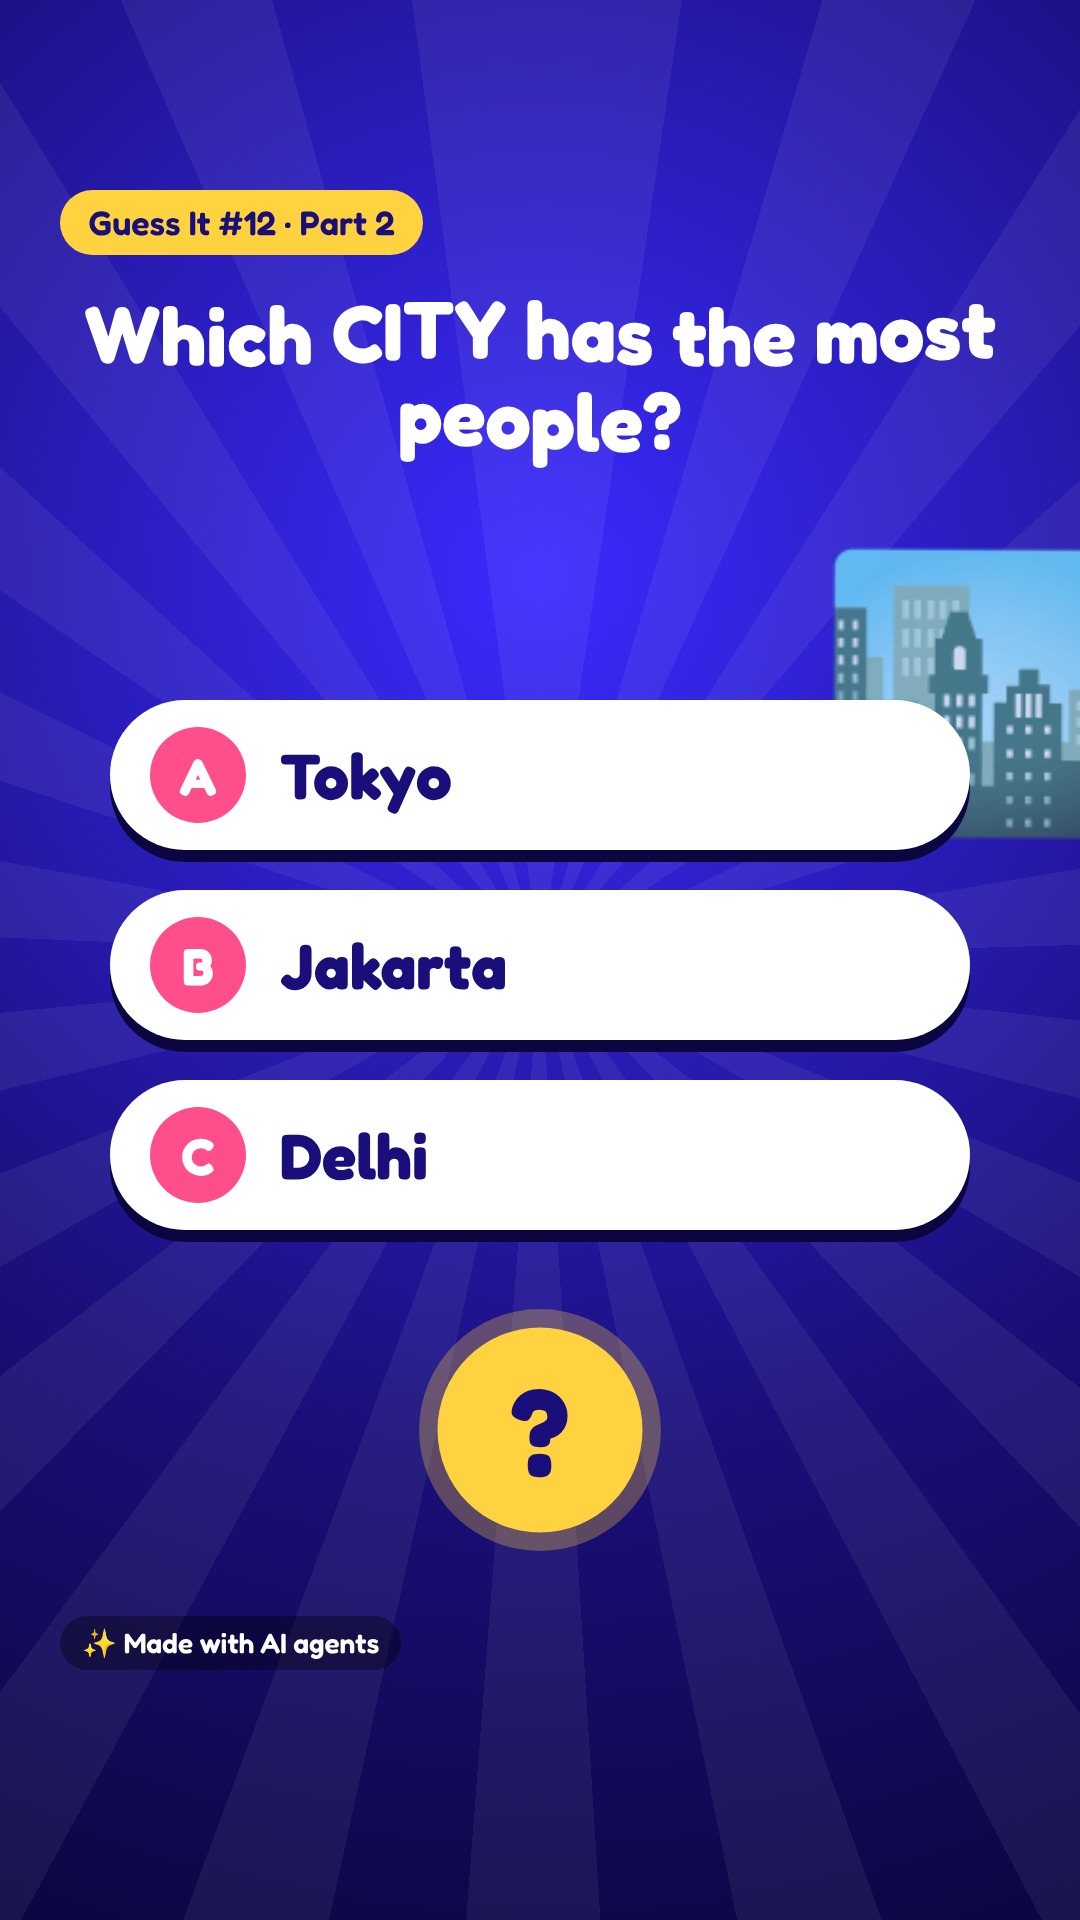 Guess It #12 · Part 2
Which CITY has the most
people?
A Tokyo
B Jakarta
C Delhi
?
✨ Made with AI agents